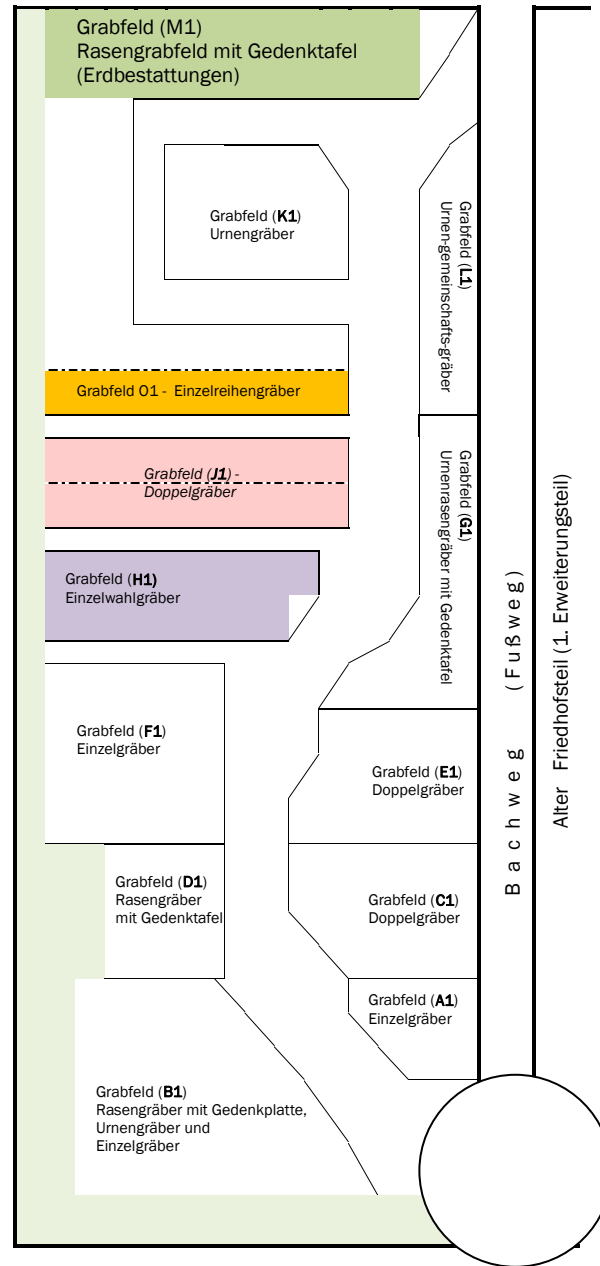 Grabfeld (M1)
Rasengrabfeld mit Gedenktafel
(Erdbestattungen)
Grabfeld (K1)
Urnengräber
Grabfeld (L1)
Urnen-gemeinschafts-gräber
Grabfeld O1 - Einzelreihengräber
Grabfeld (J1) -
Doppelgräber
Grabfeld (G1)
Urnenrasengräber mit Gedenktafel
Grabfeld (H1)
Einzelwahlgräber
Grabfeld (F1)
Einzelgräber
Grabfeld (E1)
Doppelgräber
Grabfeld (D1)
Rasengräber
mit Gedenktafel
Grabfeld (C1)
Doppelgräber
Grabfeld (A1)
Einzelgräber
Grabfeld (B1)
Rasengräber mit Gedenkplatte,
Urnengräber und
Einzelgräber
Bachweg (Fußweg)
Alter Friedhofsteil (1. Erweiterungsteil)